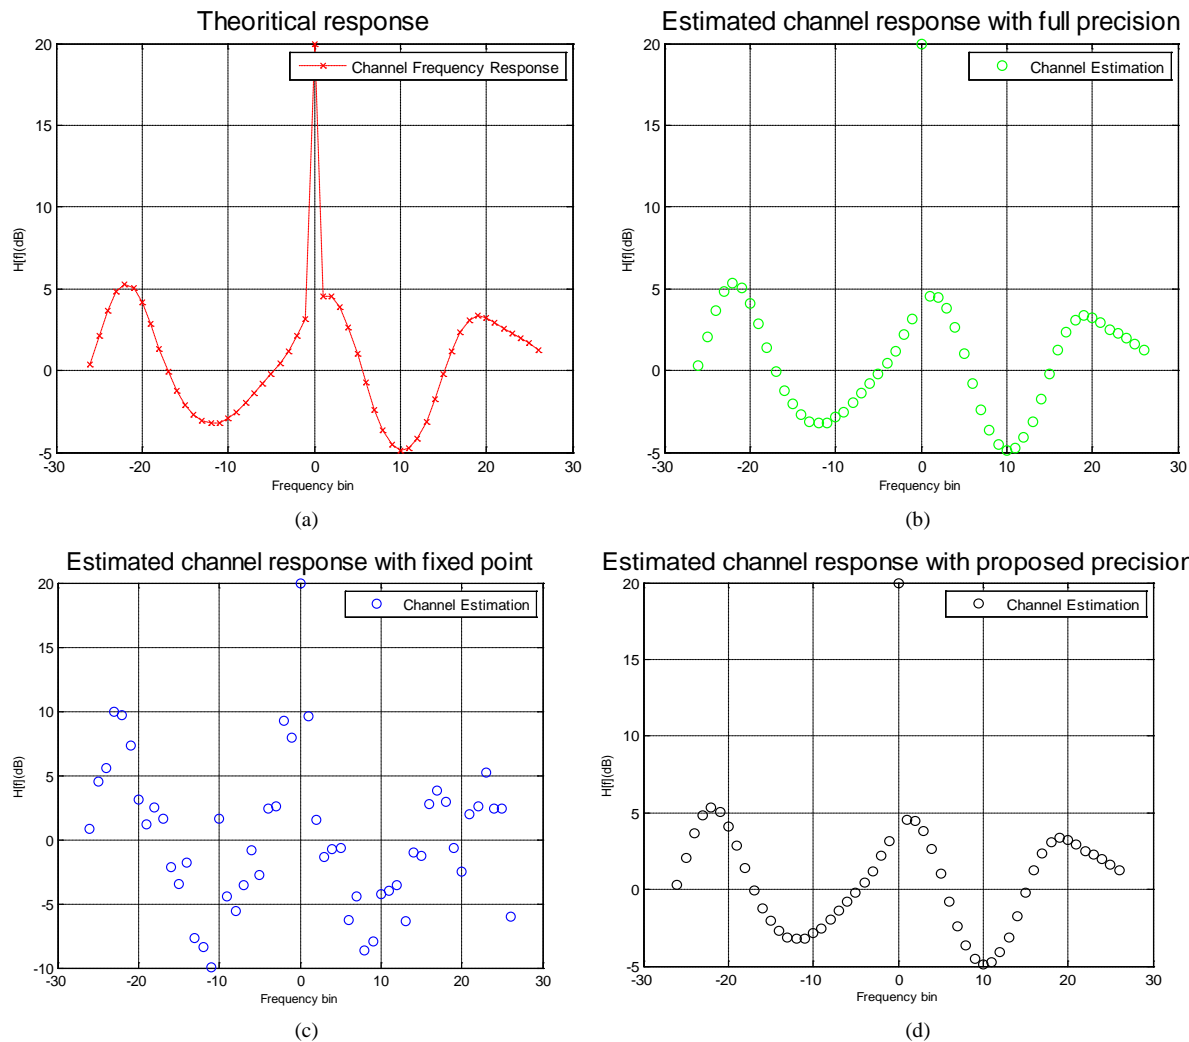 Theoritical response
20
15
10
5
0
-5
-30
-20
-10
0
10
20
30
H[f](dB)
Frequency bin
Channel Frequency Response
(a)
Estimated channel response with full precision
20
15
10
5
0
-5
-30
-20
-10
0
10
20
30
H[f](dB)
Frequency bin
Channel Estimation
(b)
Estimated channel response with fixed point
20
15
10
5
0
-5
-10
-30
-20
-10
0
10
20
30
H[f](dB)
Frequency bin
Channel Estimation
(c)
Estimated channel response with proposed precision
20
15
10
5
0
-5
-30
-20
-10
0
10
20
30
H[f](dB)
Frequency bin
Channel Estimation
(d)